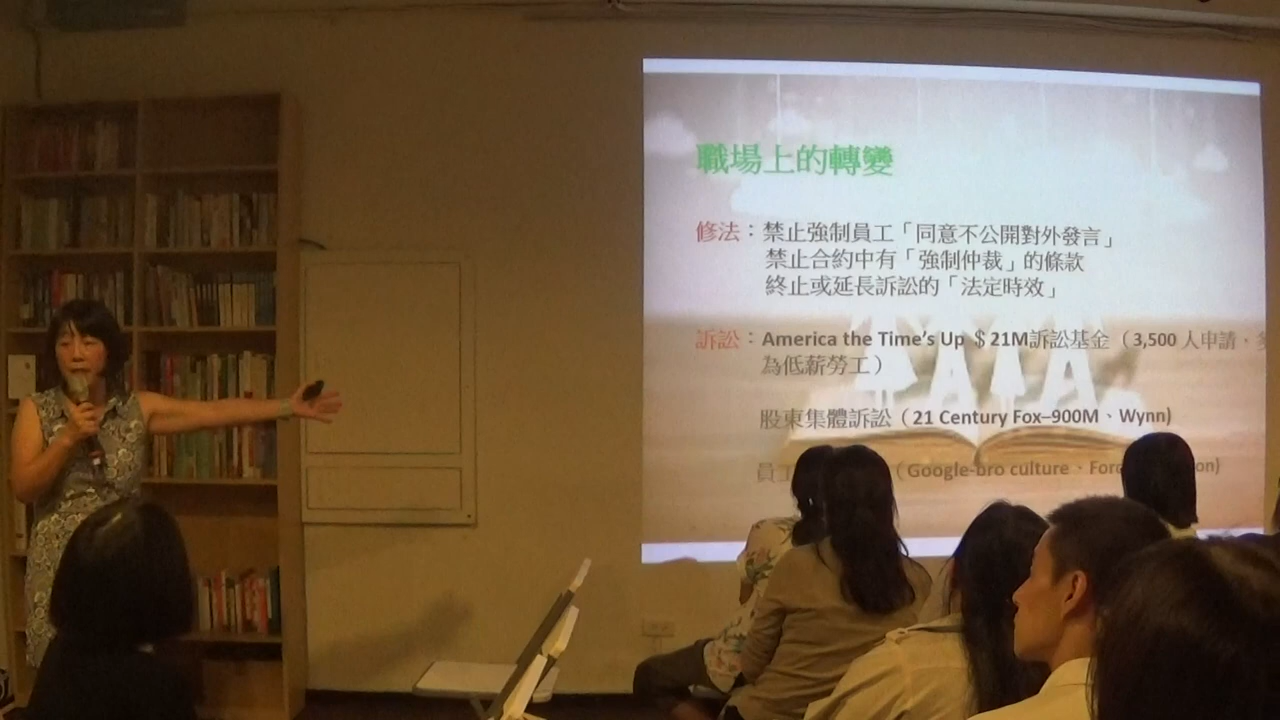 職場上的轉變
修法：禁止強制員工「同意不公開對外發言」
禁止合約中有「強制仲裁」的條款
終止或延長訴訟的「法定時效」
訴訟：America the Time's Up $21M訴訟基金（3,500 人申請，多
為低薪勞工）
股東集體訴訟（21 Century Fox–900M、Wynn)
員工（Google-bro culture、